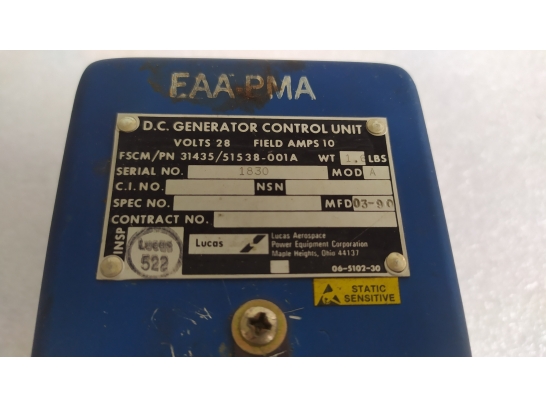 EAA-PMA
D.C. GENERATOR CONTROL UNIT
VOLTS 28 FIELD AMPS 10
FSCM/PN 31435/51538-001A WT 1.6 LBS
SERIAL NO. 1830 MOD A
C.I. NO. NSN
SPEC NO. MFD 03-90
CONTRACT NO.
INSP
Lucas
522
Lucas
Lucas Aerospace
Power Equipment Corporation
Maple Heights, Ohio 44137
06-5102-30
STATIC
SENSITIVE